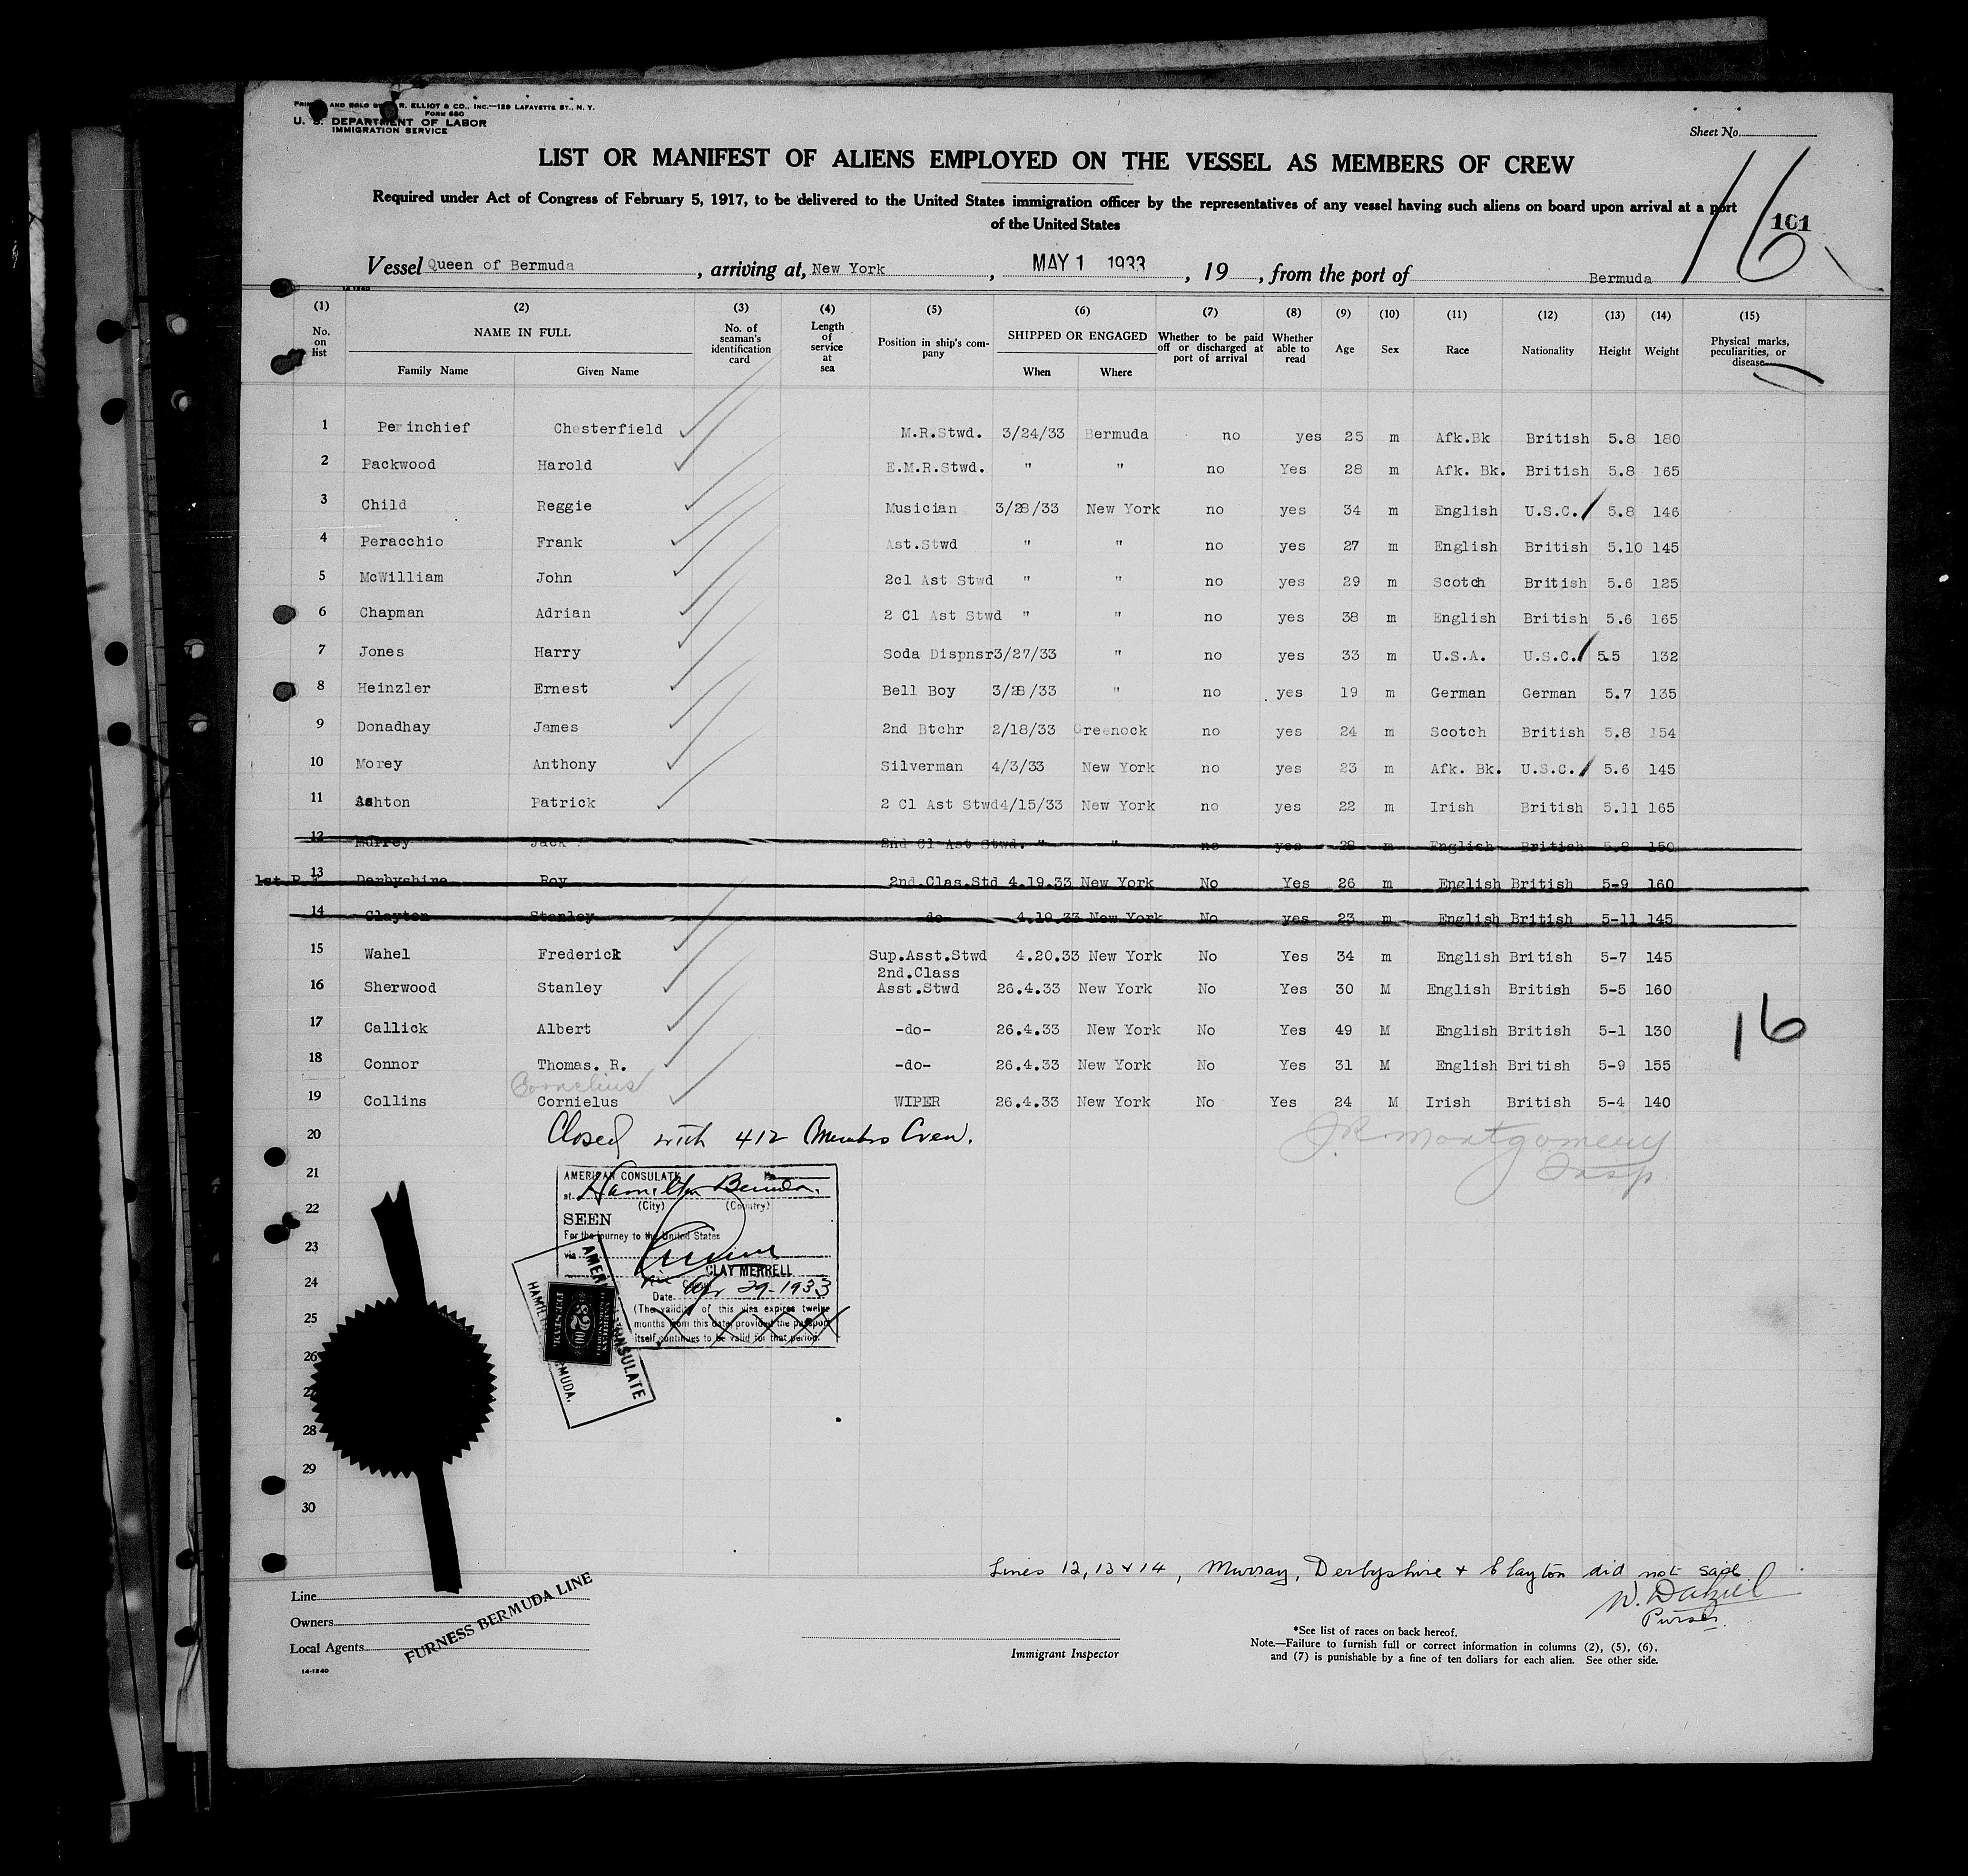 PRINTED AND SOLD BY R. ELLIOT & CO., INC.—129 LAFAYETTE ST., N. Y.
FORM 680
U. S. DEPARTMENT OF LABOR
IMMIGRATION SERVICE
Sheet No.
LIST OR MANIFEST OF ALIENS EMPLOYED ON THE VESSEL AS MEMBERS OF CREW
Required under Act of Congress of February 5, 1917, to be delivered to the United States immigration officer by the representatives of any vessel having such aliens on board upon arrival at a port
of the United States
16
101
Vessel Queen of Bermuda, arriving at, New York, MAY 1 1933, 19, from the port of Bermuda
14-1240
(1) (2) (3) (4) (5) (6) (7) (8) (9) (10) (11) (12) (13) (14) (15)
No. on list NAME IN FULL No. of seaman's identification card Length of service at sea Position in ship's company SHIPPED OR ENGAGED Whether to be paid off or discharged at port of arrival Whether able to read Age Sex Race Nationality Height Weight Physical marks, peculiarities, or disease
Family Name Given Name When Where
1 Perinchief Chesterfield M.R.Stwd. 3/24/33 Bermuda no yes 25 m Afk.Bk British 5.8 180
2 Packwood Harold E.M.R.Stwd. " " no Yes 28 m Afk. Bk. British 5.8 165
3 Child Reggie Musician 3/28/33 New York no yes 34 m English U.S.C. 5.8 146
4 Peracchio Frank Ast.Stwd " " no yes 27 m English British 5.10 145
5 McWilliam John 2cl Ast Stwd " " no yes 29 m Scotch British 5.6 125
6 Chapman Adrian 2 Cl Ast Stwd " " no yes 38 m English British 5.6 165
7 Jones Harry Soda Dispnsr 3/27/33 " no yes 33 m U.S.A. U.S.C. 5.5 132
8 Heinzler Ernest Bell Boy 3/28/33 " no yes 19 m German German 5.7 135
9 Donadhay James 2nd Btchr 2/18/33 Greenock no yes 24 m Scotch British 5.8 154
10 Morey Anthony Silverman 4/3/33 New York no yes 23 m Afk. Bk. U.S.C. 5.6 145
11 Ashton Patrick 2 Cl Ast Stwd 4/15/33 New York no yes 22 m Irish British 5.11 165
12 Murrey Jack 2nd Cl Ast Stwd. " " no yes 28 m English British 5.8 150
1st.P.F. 13 Derbyshire Roy 2nd.Clas.Std 4.19.33 New York No Yes 26 m English British 5-9 160
14 Clayton Stanley do 4.19.33 New York No yes 23 m English British 5-11 145
15 Wahel Frederick Sup.Asst.Stwd 4.20.33 New York No Yes 34 m English British 5-7 145
2nd.Class
16 Sherwood Stanley Asst.Stwd 26.4.33 New York No Yes 30 M English British 5-5 160
17 Callick Albert -do- 26.4.33 New York No Yes 49 M English British 5-1 130
16
18 Connor Thomas. R. -do- 26.4.33 New York No Yes 31 M English British 5-9 155
Cornelius
19 Collins Cornielus WIPER 26.4.33 New York No Yes 24 M Irish British 5-4 140
20 Closed with 412 Members Crew.
J.R. Montgomery
Insp
21
AMERICAN CONSULATE No
at Hamilton Bermuda.
(City) (Country)
22
SEEN
For the journey to the United States
23
via
CLAY MERRELL
24
Vice Consul
Date Apr 29-1933
(The validity of this visa expires twelve
25
months from this date, provided the passport
itself continues to be valid for that period.
AMERICAN CONSULATE
HAMILTON, BERMUDA.
$2.00
26
27
28
29
30
Lines 12, 13 & 14, Murray, Derbyshire & Clayton did not sail
W. Dalziel
Purser.
Line
Owners
Local Agents
FURNESS BERMUDA LINE
14-1240
Immigrant Inspector
*See list of races on back hereof.
Note.—Failure to furnish full or correct information in columns (2), (5), (6),
and (7) is punishable by a fine of ten dollars for each alien. See other side.